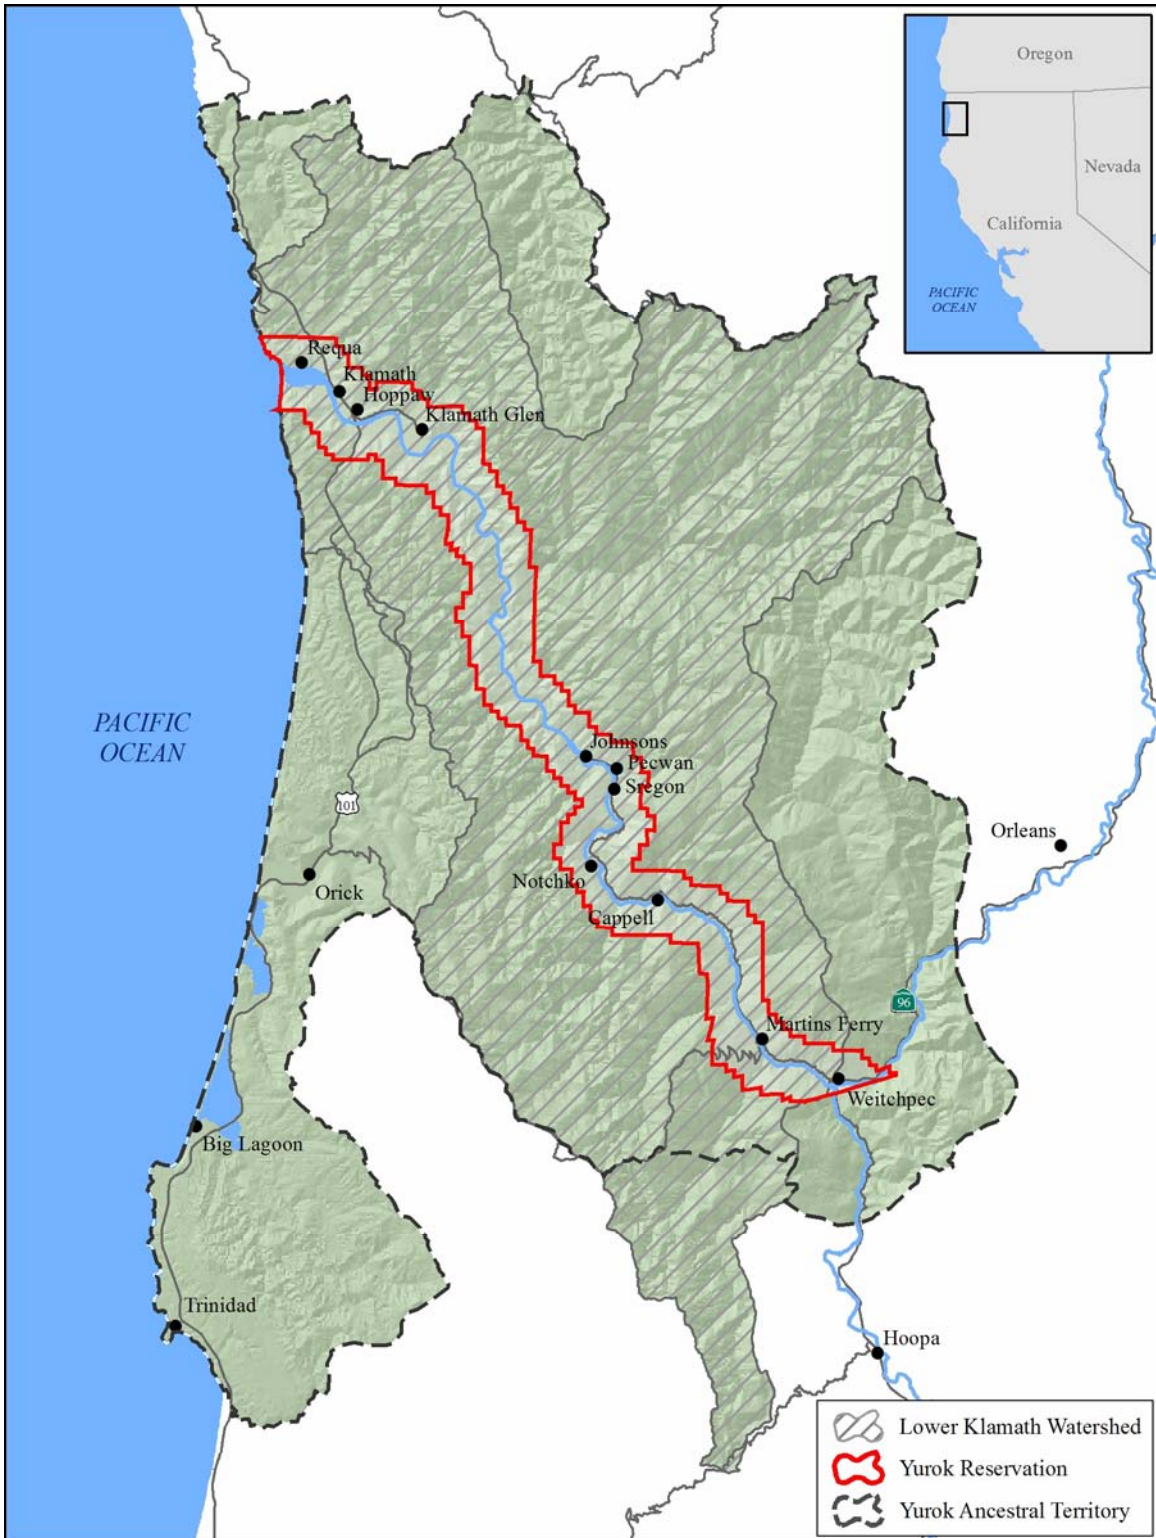 Oregon
Nevada
California
PACIFIC
OCEAN
Requa
Klamath
Hoppaw
Klamath Glen
PACIFIC
OCEAN
Johnsons
Pecwan
Sregon
101
Orleans
Notchko
Orick
Cappell
96
Martins Ferry
Weitchpec
Big Lagoon
Trinidad
Hoopa
Lower Klamath Watershed
Yurok Reservation
Yurok Ancestral Territory